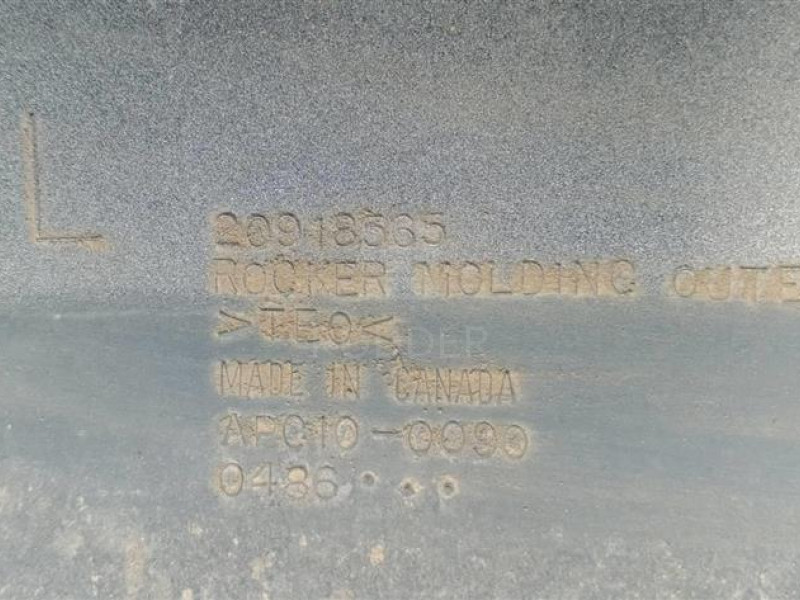 L
20918565
ROCKER MOLDING OUTE
>TEO<
MADE IN CANADA
APC10-0090
0486